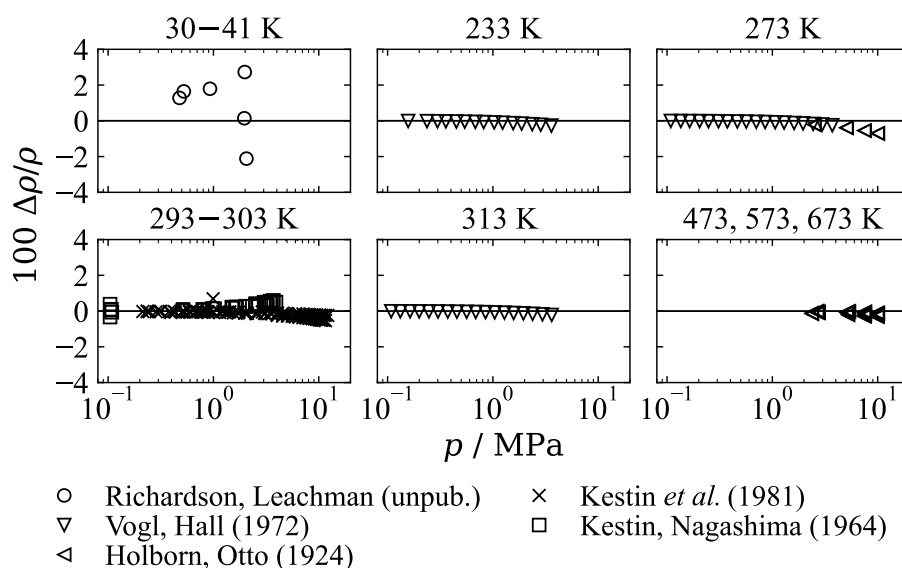 30−41 K
233 K
273 K
4
2
0
−2
−4
293−303 K
313 K
473, 573, 673 K
4
2
0
−2
−4
100 Δρ/ρ
10⁻¹ 10⁰ 10¹
10⁻¹ 10⁰ 10¹
10⁻¹ 10⁰ 10¹
p / MPa
Richardson, Leachman (unpub.)
Vogl, Hall (1972)
Holborn, Otto (1924)
Kestin et al. (1981)
Kestin, Nagashima (1964)